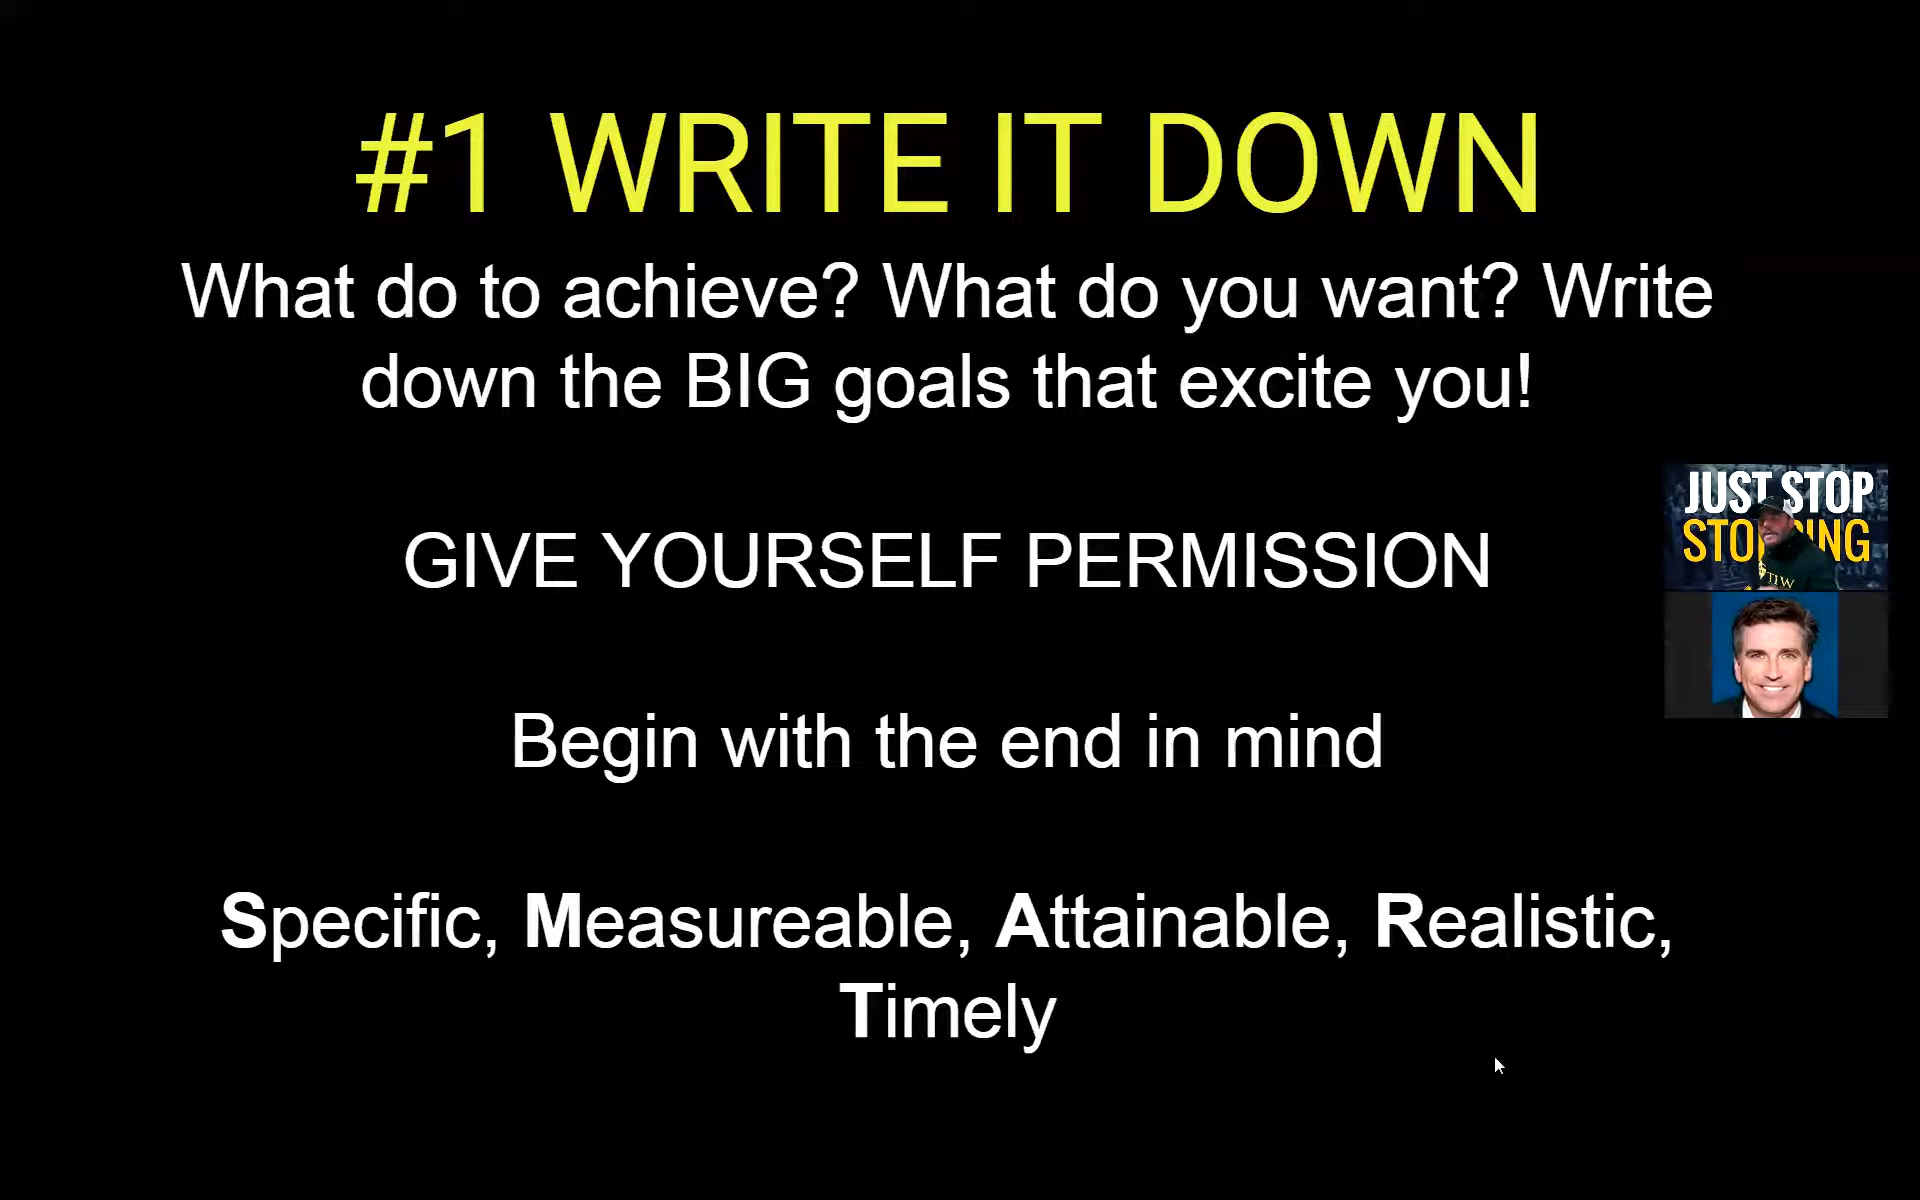 #1 WRITE IT DOWN
What do to achieve? What do you want? Write
down the BIG goals that excite you!
GIVE YOURSELF PERMISSION
Begin with the end in mind
Specific, Measureable, Attainable, Realistic,
Timely
JUST STOP